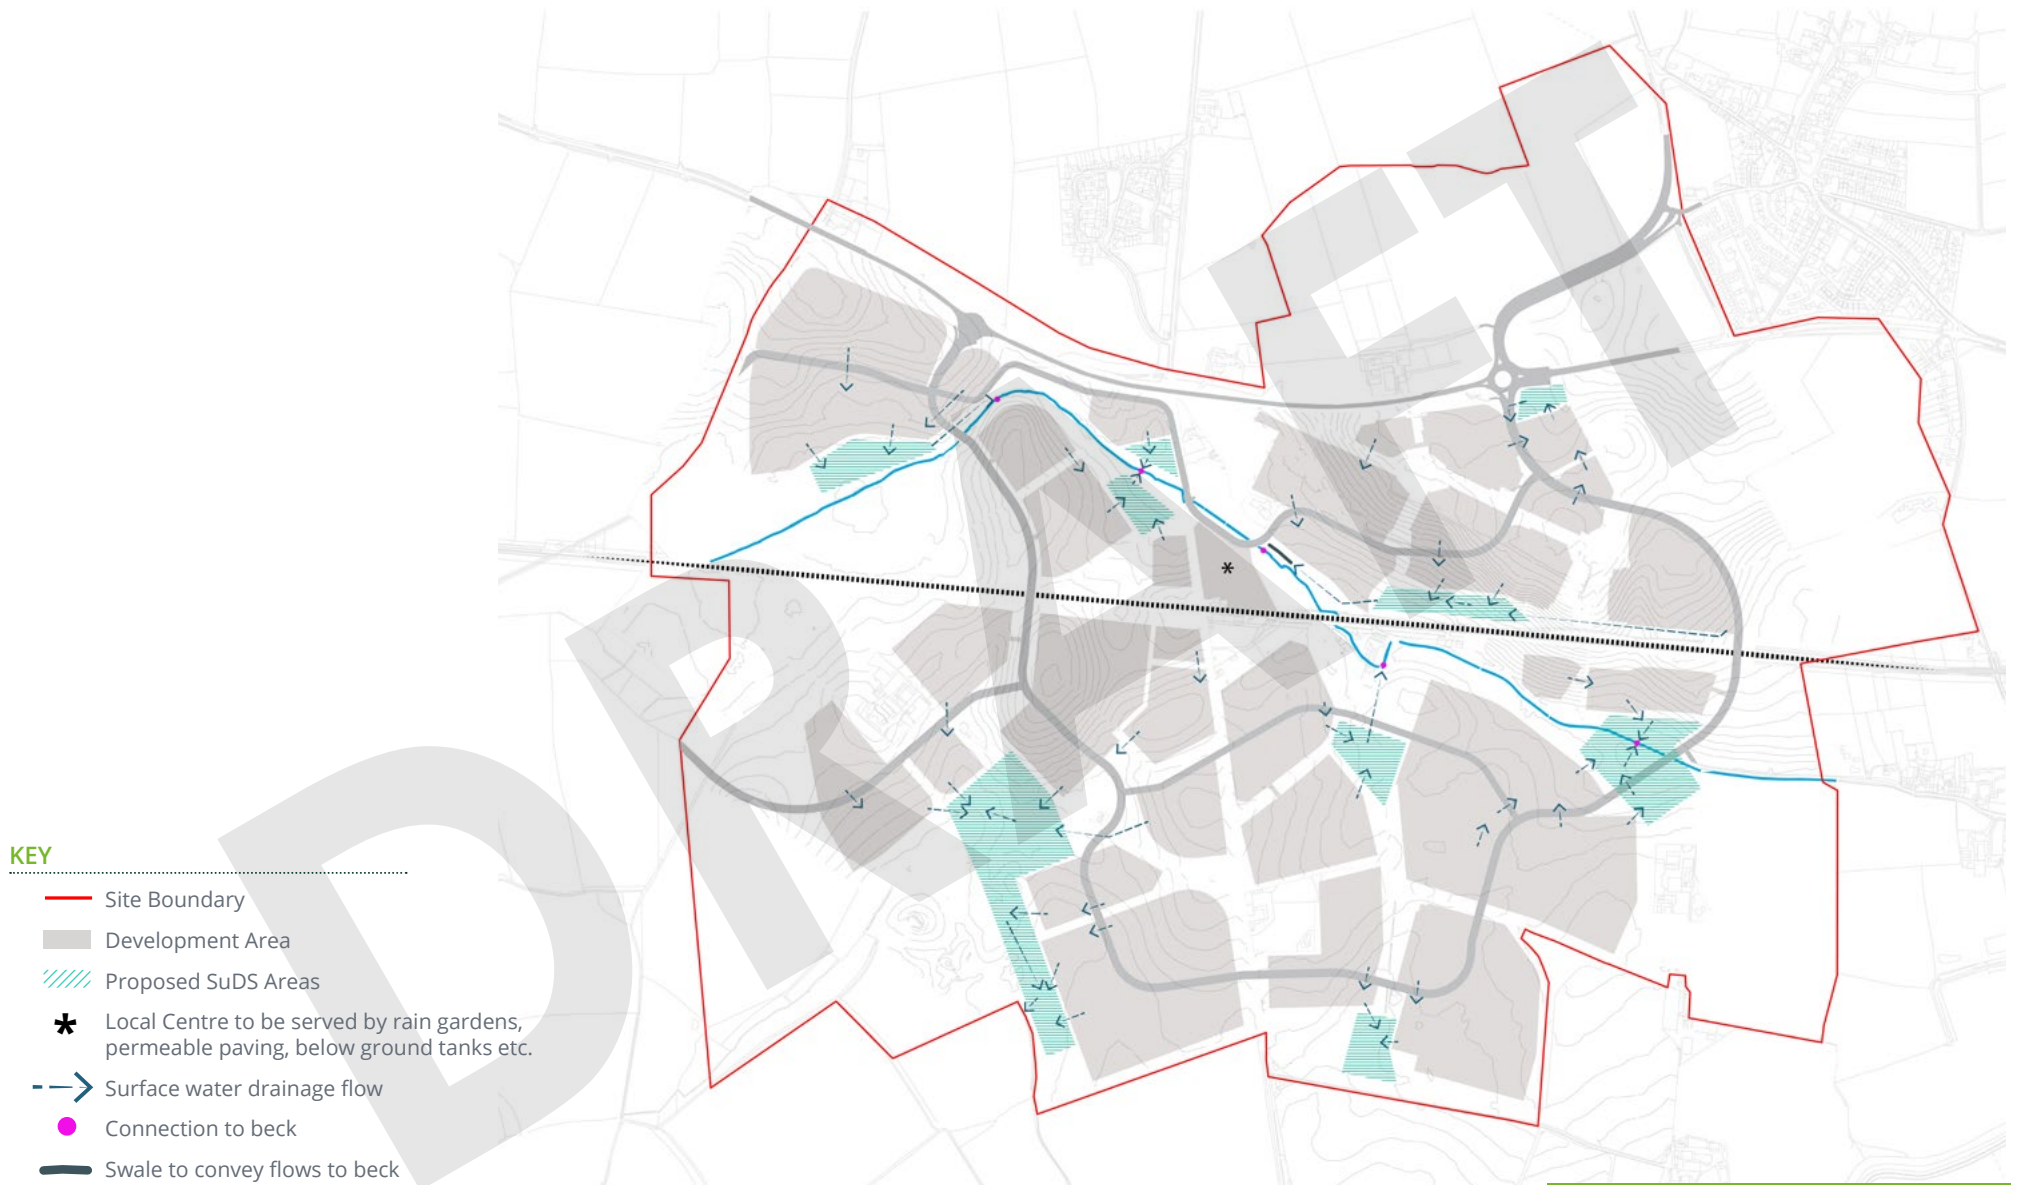 DRAFT
KEY
Site Boundary
Development Area
Proposed SuDS Areas
* Local Centre to be served by rain gardens,
permeable paving, below ground tanks etc.
Surface water drainage flow
Connection to beck
Swale to convey flows to beck
*